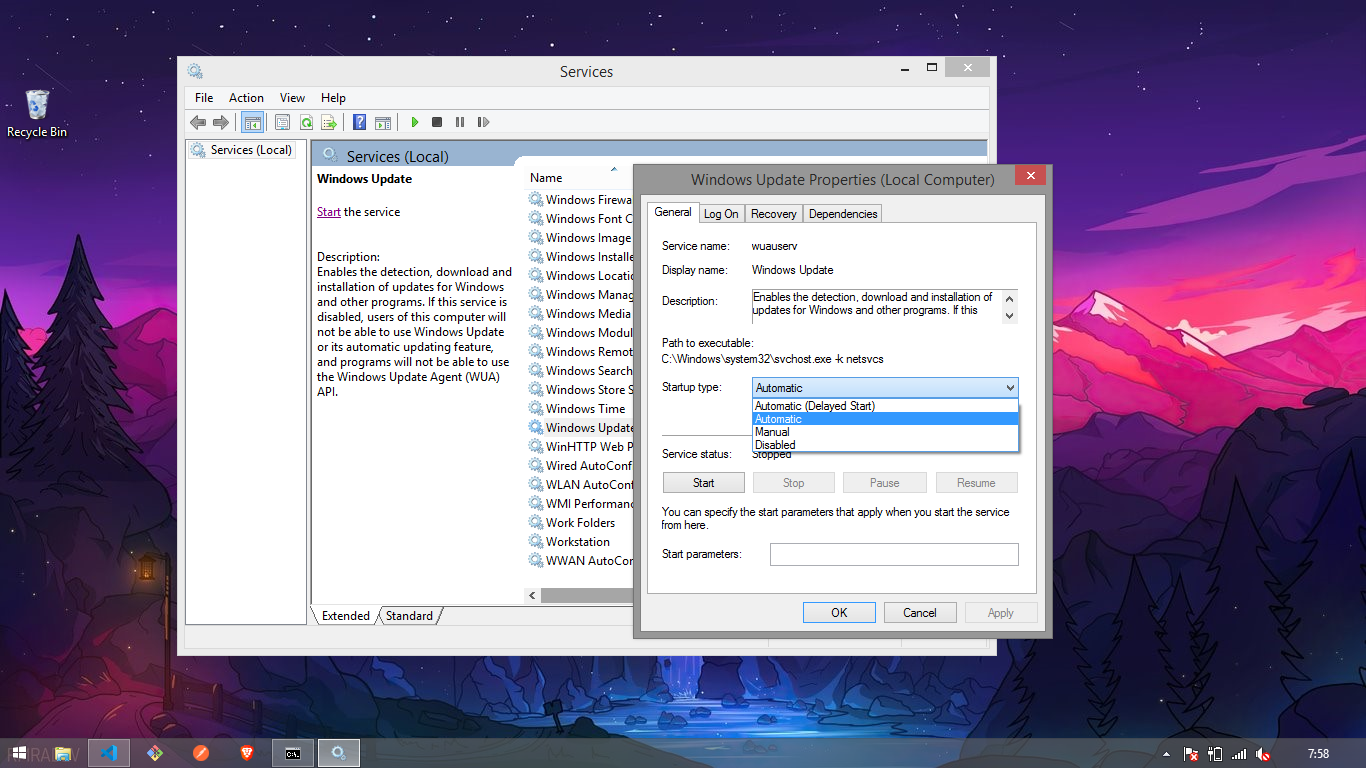 Recycle Bin
Services
File Action View Help
Services (Local)
Services (Local)
Windows Update
Start the service
Description:
Enables the detection, download and
installation of updates for Windows
and other programs. If this service is
disabled, users of this computer will
not be able to use Windows Update
or its automatic updating feature,
and programs will not be able to use
the Windows Update Agent (WUA)
API.
Name
Windows Firewa
Windows Font C
Windows Image
Windows Installe
Windows Locatio
Windows Manag
Windows Media
Windows Modul
Windows Remot
Windows Search
Windows Store S
Windows Time
Windows Update
WinHTTP Web P
Wired AutoConf
WLAN AutoConf
WMI Performanc
Work Folders
Workstation
WWAN AutoCon
Extended Standard
Windows Update Properties (Local Computer)
General Log On Recovery Dependencies
Service name: wuauserv
Display name: Windows Update
Description: Enables the detection, download and installation of
updates for Windows and other programs. If this
Path to executable:
C:\Windows\system32\svchost.exe -k netsvcs
Startup type: Automatic
Automatic (Delayed Start)
Automatic
Manual
Disabled
Service status: Stopped
Start Stop Pause Resume
You can specify the start parameters that apply when you start the service
from here.
Start parameters:
OK Cancel Apply
C:\.
7:58